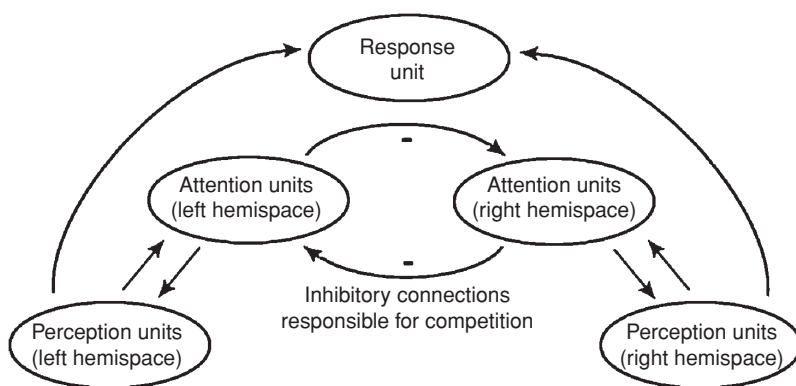 Response
unit
-
Attention units
(left hemispace)
Attention units
(right hemispace)
-
Inhibitory connections
responsible for competition
Perception units
(left hemispace)
Perception units
(right hemispace)